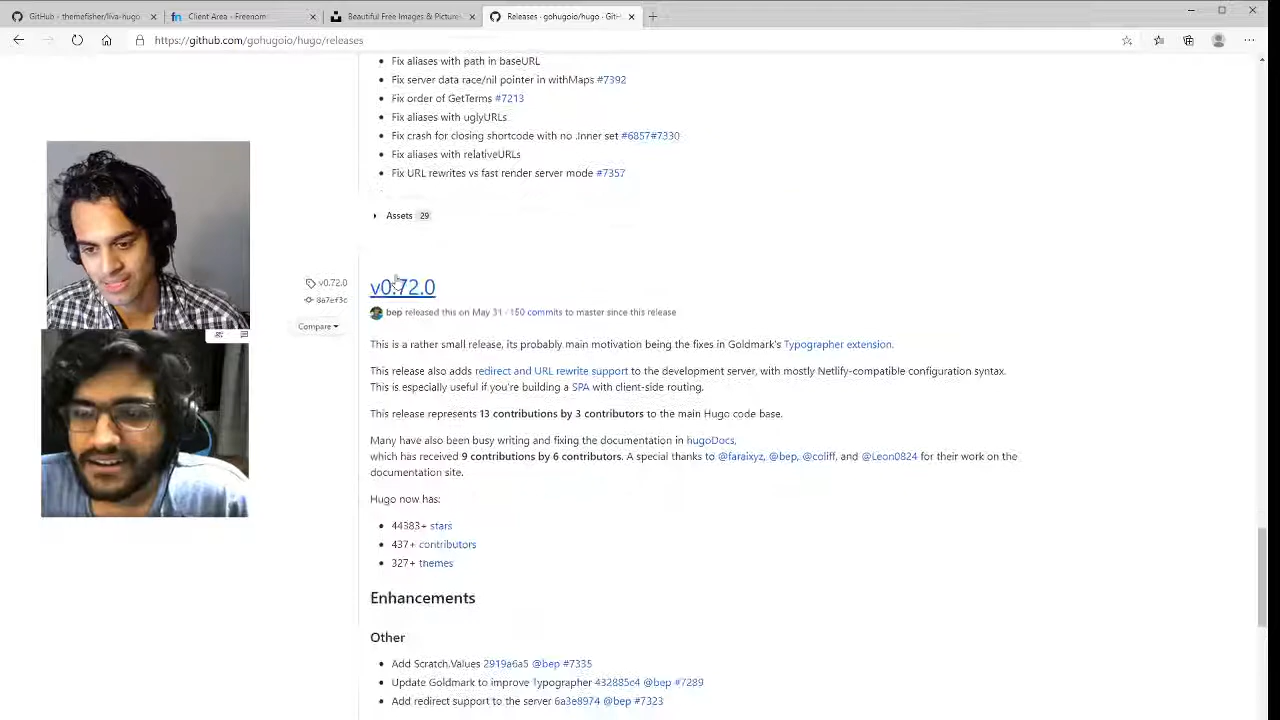 GitHub - themefisher/liva-hugo
Client Area - Freenom
Beautiful Free Images & Picture
Releases · gohugoio/hugo · GitH
https://github.com/gohugoio/hugo/releases
Fix aliases with path in baseURL
Fix server data race/nil pointer in withMaps #7392
Fix order of GetTerms #7213
Fix aliases with uglyURLs
Fix crash for closing shortcode with no .Inner set #6857#7330
Fix aliases with relativeURLs
Fix URL rewrites vs fast render server mode #7357
Assets 29
v0.72.0
8a7ef3c
Compare
v0.72.0
bep released this on May 31 · 150 commits to master since this release
This is a rather small release, its probably main motivation being the fixes in Goldmark's Typographer extension.
This release also adds redirect and URL rewrite support to the development server, with mostly Netlify-compatible configuration syntax.
This is especially useful if you're building a SPA with client-side routing.
This release represents 13 contributions by 3 contributors to the main Hugo code base.
Many have also been busy writing and fixing the documentation in hugoDocs,
which has received 9 contributions by 6 contributors. A special thanks to @faraixyz, @bep, @coliff, and @Leon0824 for their work on the
documentation site.
Hugo now has:
44383+ stars
437+ contributors
327+ themes
Enhancements
Other
Add Scratch.Values 2919a6a5 @bep #7335
Update Goldmark to improve Typographer 432885c4 @bep #7289
Add redirect support to the server 6a3e8974 @bep #7323